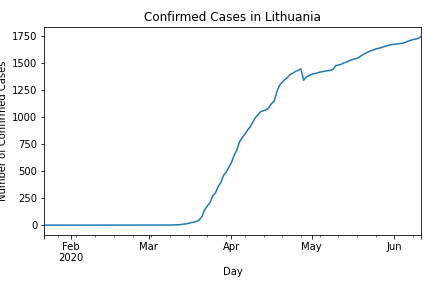 Confirmed Cases in Lithuania
Number of Confirmed Cases
1750
1500
1250
1000
750
500
250
0
Feb
2020
Mar
Apr
May
Jun
Day